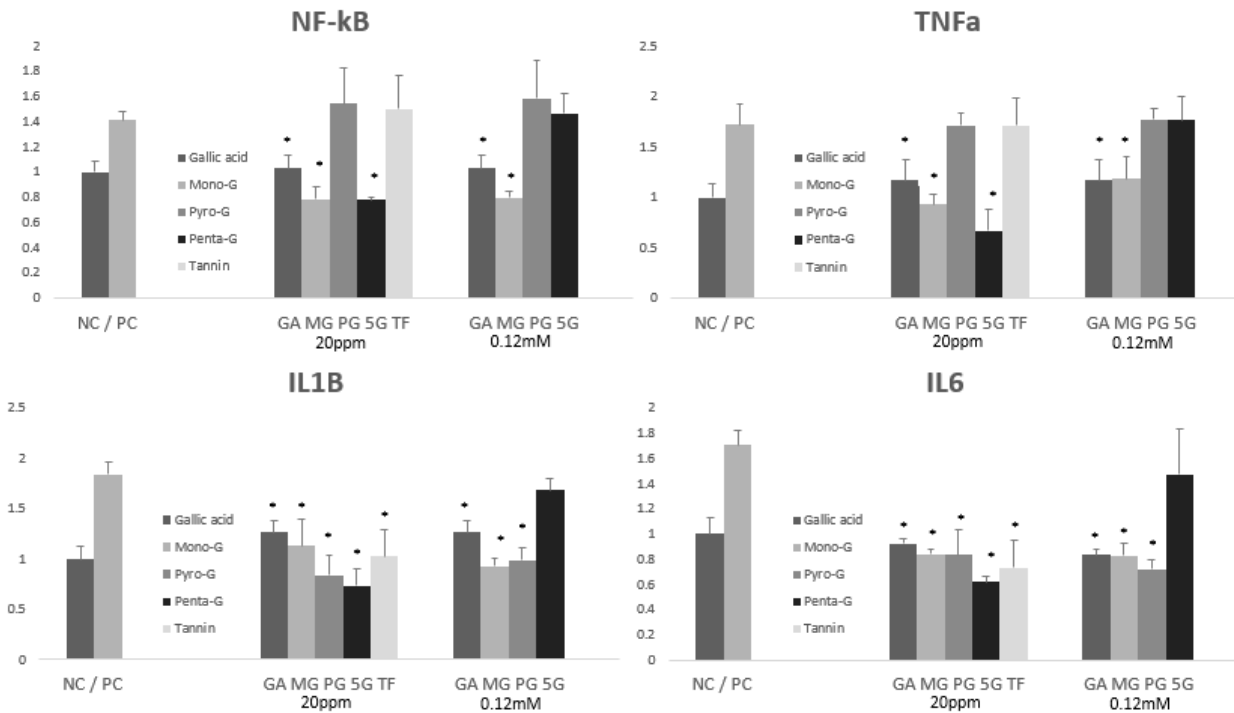 NF-kB
2
1.8
1.6
1.4
1.2
1
0.8
0.6
0.4
0.2
0
* * * * *
Gallic acid
Mono-G
Pyro-G
Penta-G
Tannin
NC / PC
GA MG PG 5G TF
20ppm
GA MG PG 5G
0.12mM
TNFa
2.5
2
1.5
1
0.5
0
* * * * *
Gallic acid
Mono-G
Pyro-G
Penta-G
Tannin
NC / PC
GA MG PG 5G TF
20ppm
GA MG PG 5G
0.12mM
IL1B
2.5
2
1.5
1
0.5
0
* * * * * * * *
Gallic acid
Mono-G
Pyro-G
Penta-G
Tannin
NC / PC
GA MG PG 5G TF
20ppm
GA MG PG 5G
0.12mM
IL6
2
1.8
1.6
1.4
1.2
1
0.8
0.6
0.4
0.2
0
* * * * * * * *
Gallic acid
Mono-G
Pyro-G
Penta-G
Tannin
NC / PC
GA MG PG 5G TF
20ppm
GA MG PG 5G
0.12mM